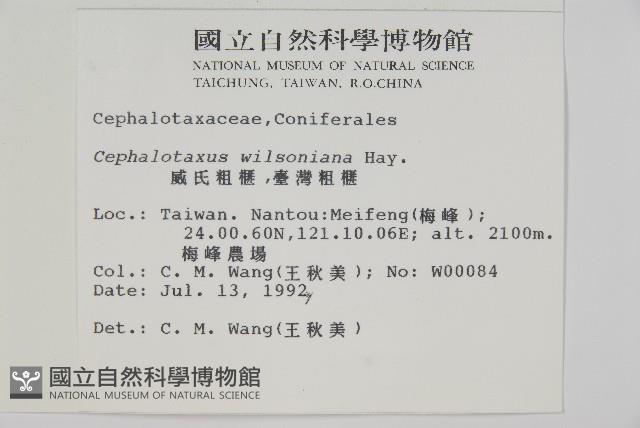 國立自然科學博物館
NATIONAL MUSEUM OF NATURAL SCIENCE
TAICHUNG, TAIWAN, R.O.CHINA
Cephalotaxaceae,Coniferales
Cephalotaxus wilsoniana Hay.
威氏粗榧,臺灣粗榧
Loc.: Taiwan. Nantou:Meifeng(梅峰);
24.00.60N,121.10.06E; alt. 2100m.
梅峰農場
Col.: C. M. Wang(王秋美); No: W00084
Date: Jul. 13, 1992
Det.: C. M. Wang(王秋美)
國立自然科學博物館
NATIONAL MUSEUM OF NATURAL SCIENCE